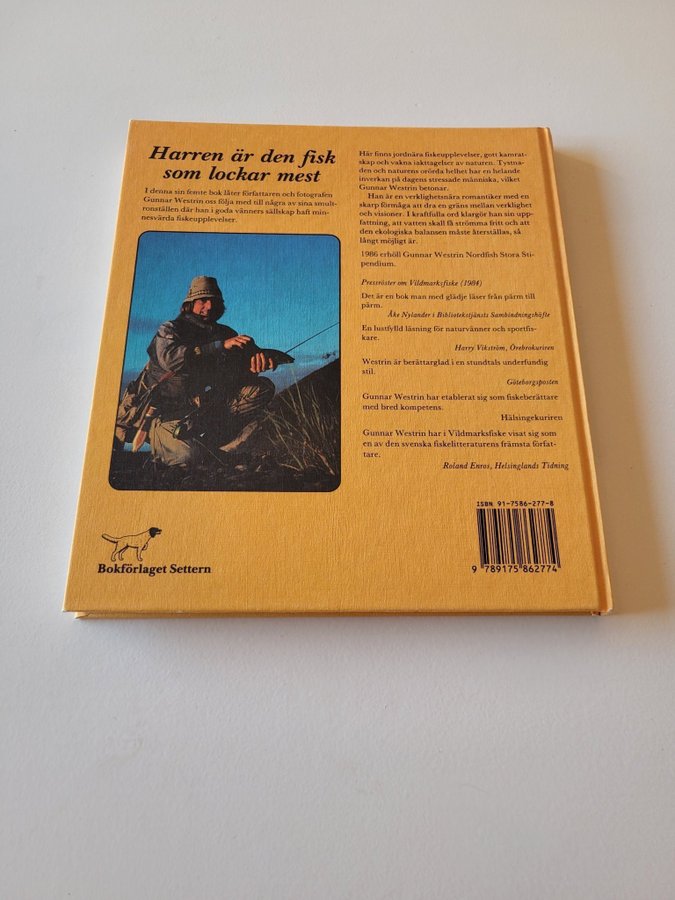 Harren är den fisk
som lockar mest
I denna sin femte bok låter författaren och fotografen
Gunnar Westrin oss följa med till några av sina smult-
ronställen där han i goda vänners sällskap haft min-
nesvärda fiskeupplevelser.
Bokförlaget Settern
Här finns jordnära fiskeupplevelser, gott kamrat-
skap och vakna iakttagelser av naturen. Tystna-
den och naturens orörda helhet har en helande
inverkan på dagens stressade människa, vilket
Gunnar Westrin betonar.
Han är en verklighetsnära romantiker med en
skarp förmåga att dra en gräns mellan verklighet
och visioner. I kraftfulla ord klargör han sin upp-
fattning, att vatten skall få strömma fritt och att
den ekologiska balansen måste återställas, så
långt möjligt är.
1986 erhöll Gunnar Westrin Nordfish Stora Sti-
pendium.
Pressröster om Vildmarksfiske (1984)
Det är en bok man med glädje läser från pärm till
pärm.
Åke Nylander i Bibliotekstjänsts Sambindningshäfte
En lustfylld läsning för naturvänner och sportfis-
kare.
Harry Vikström, Örebrokuriren
Westrin är berättarglad i en stundtals underfundig
stil.
Göteborgsposten
Gunnar Westrin har etablerat sig som fiskeberättare
med bred kompetens.
Hälsingekuriren
Gunnar Westrin har i Vildmarksfiske visat sig som
en av den svenska fiskelitteraturens främsta förfat-
tare.
Roland Enros, Helsinglands Tidning
ISBN 91-7586-277-8
9 789175 862774